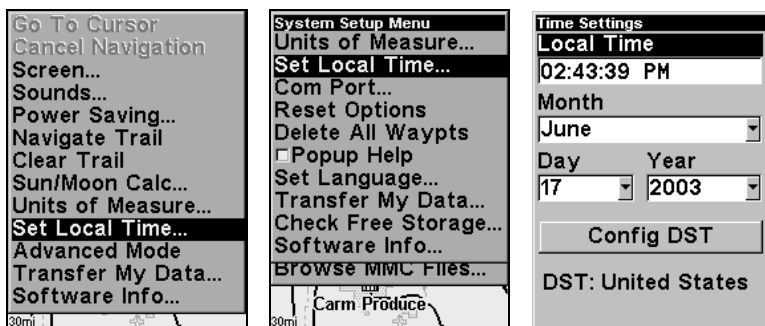 Go To Cursor
Cancel Navigation
Screen...
Sounds...
Power Saving...
Navigate Trail
Clear Trail
Sun/Moon Calc...
Units of Measure...
Set Local Time...
Advanced Mode
Transfer My Data...
Software Info...
30mi
System Setup Menu
Units of Measure...
Set Local Time...
Com Port...
Reset Options
Delete All Waypts
Popup Help
Set Language...
Transfer My Data...
Check Free Storage...
Software Info...
Browse MMC Files...
Carm Produce
30mi
Time Settings
Local Time
02:43:39 PM
Month
June
Day Year
17 2003
Config DST
DST: United States